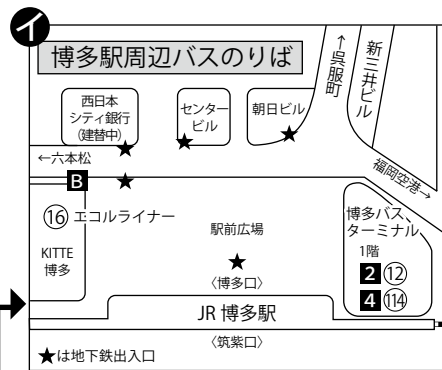 イ
博多駅周辺バスのりば
↑呉服町
新三井ビル
西日本
シティ銀行
(建替中)
センター
ビル
朝日ビル
←六本松
福岡空港→
B
⑯エコルライナー
KITTE
博多
駅前広場
〈博多口〉
博多バス
ターミナル
1階
2 ⑫
4 114
JR 博多駅
〈筑紫口〉
★は地下鉄出入口